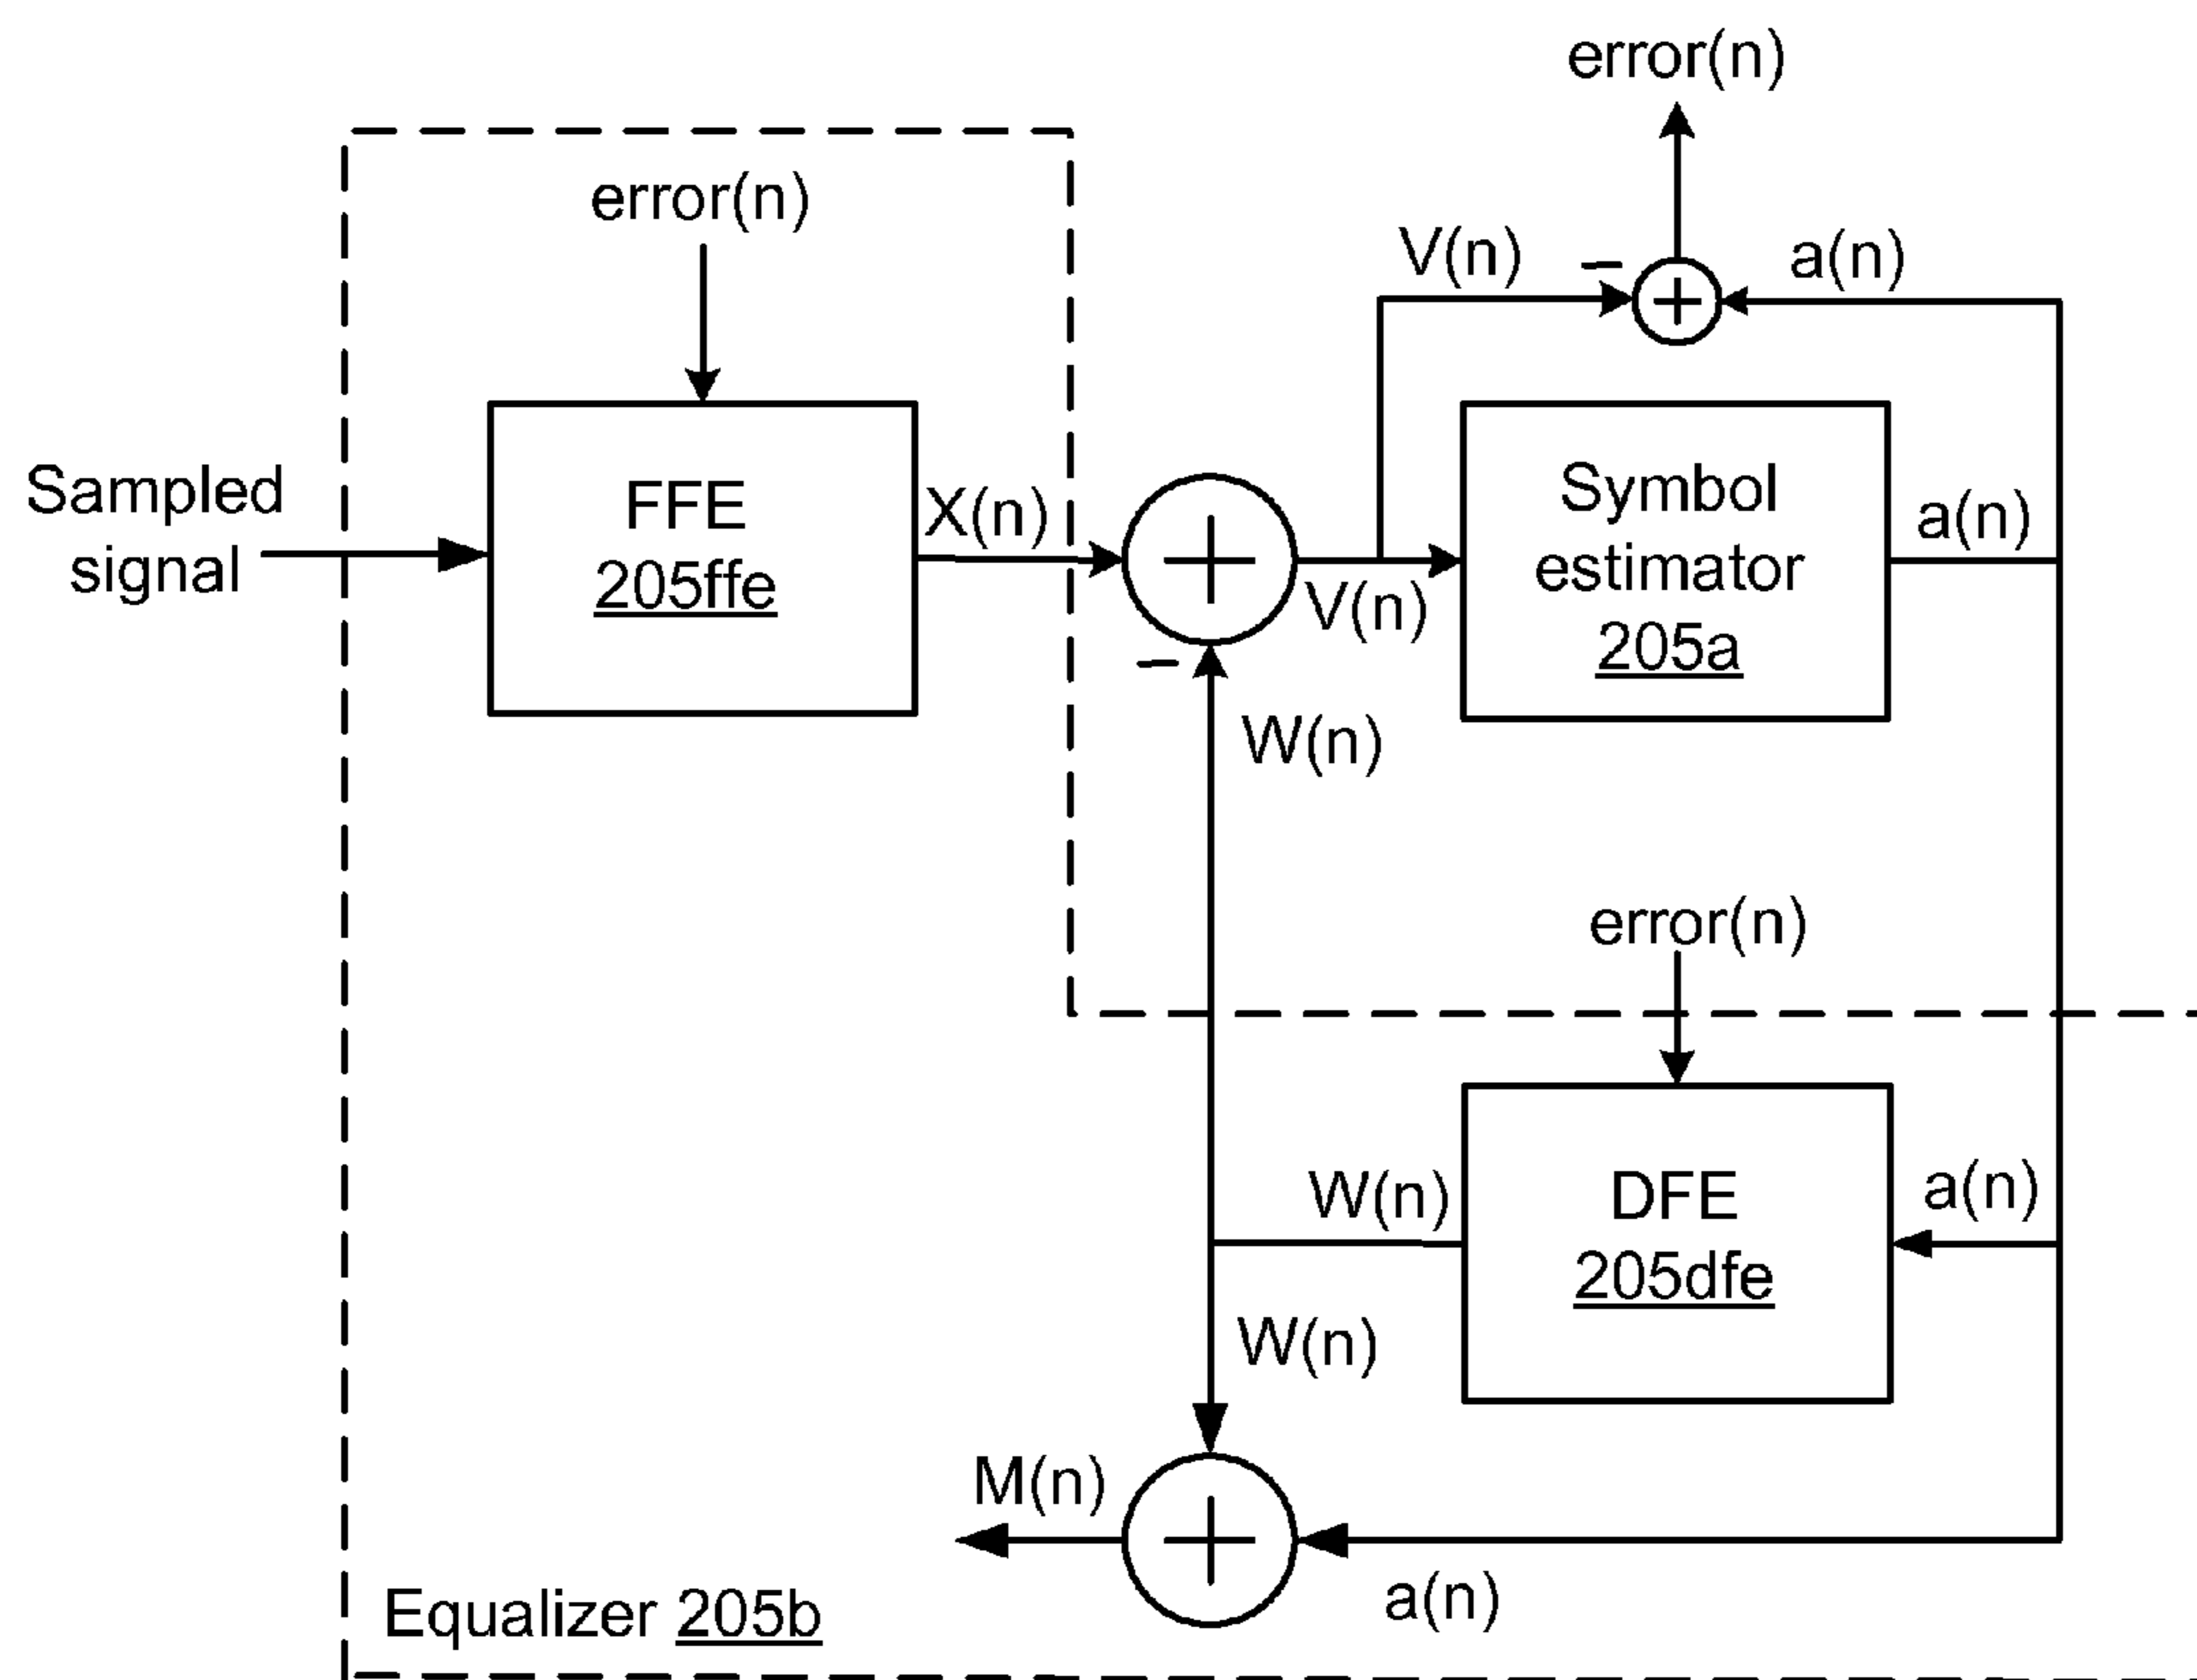 error(n)
error(n)
V(n)
–
a(n)
+
Sampled
signal
FFE
205ffe
X(n)
+
–
V(n)
Symbol
estimator
205a
a(n)
W(n)
error(n)
W(n)
DFE
205dfe
a(n)
W(n)
M(n)
+
a(n)
Equalizer 205b